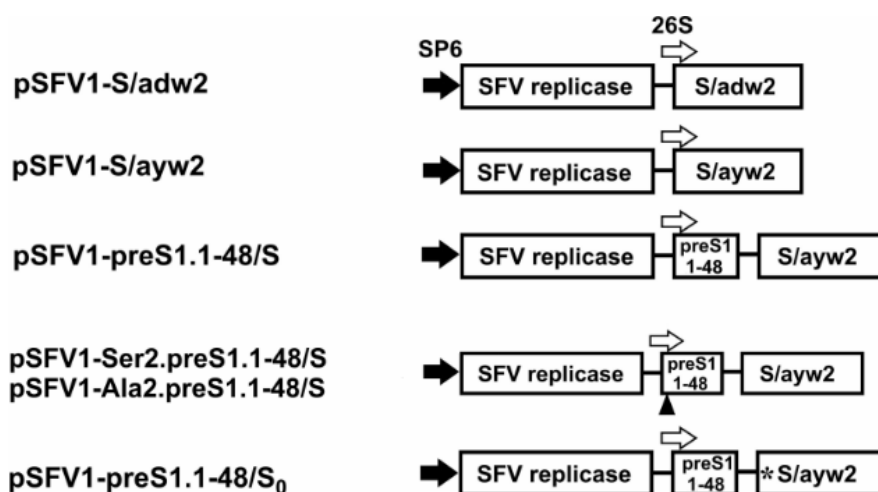 26S
SP6
pSFV1-S/adw2 SFV replicase S/adw2
pSFV1-S/ayw2 SFV replicase S/ayw2
pSFV1-preS1.1-48/S SFV replicase preS1 S/ayw2
1-48
pSFV1-Ser2.preS1.1-48/S
SFV replicase preS1 S/ayw2
1-48
pSFV1-Ala2.preS1.1-48/S
pSFV1-preS1.1-48/S₀ SFV replicase preS1 *S/ayw2
1-48